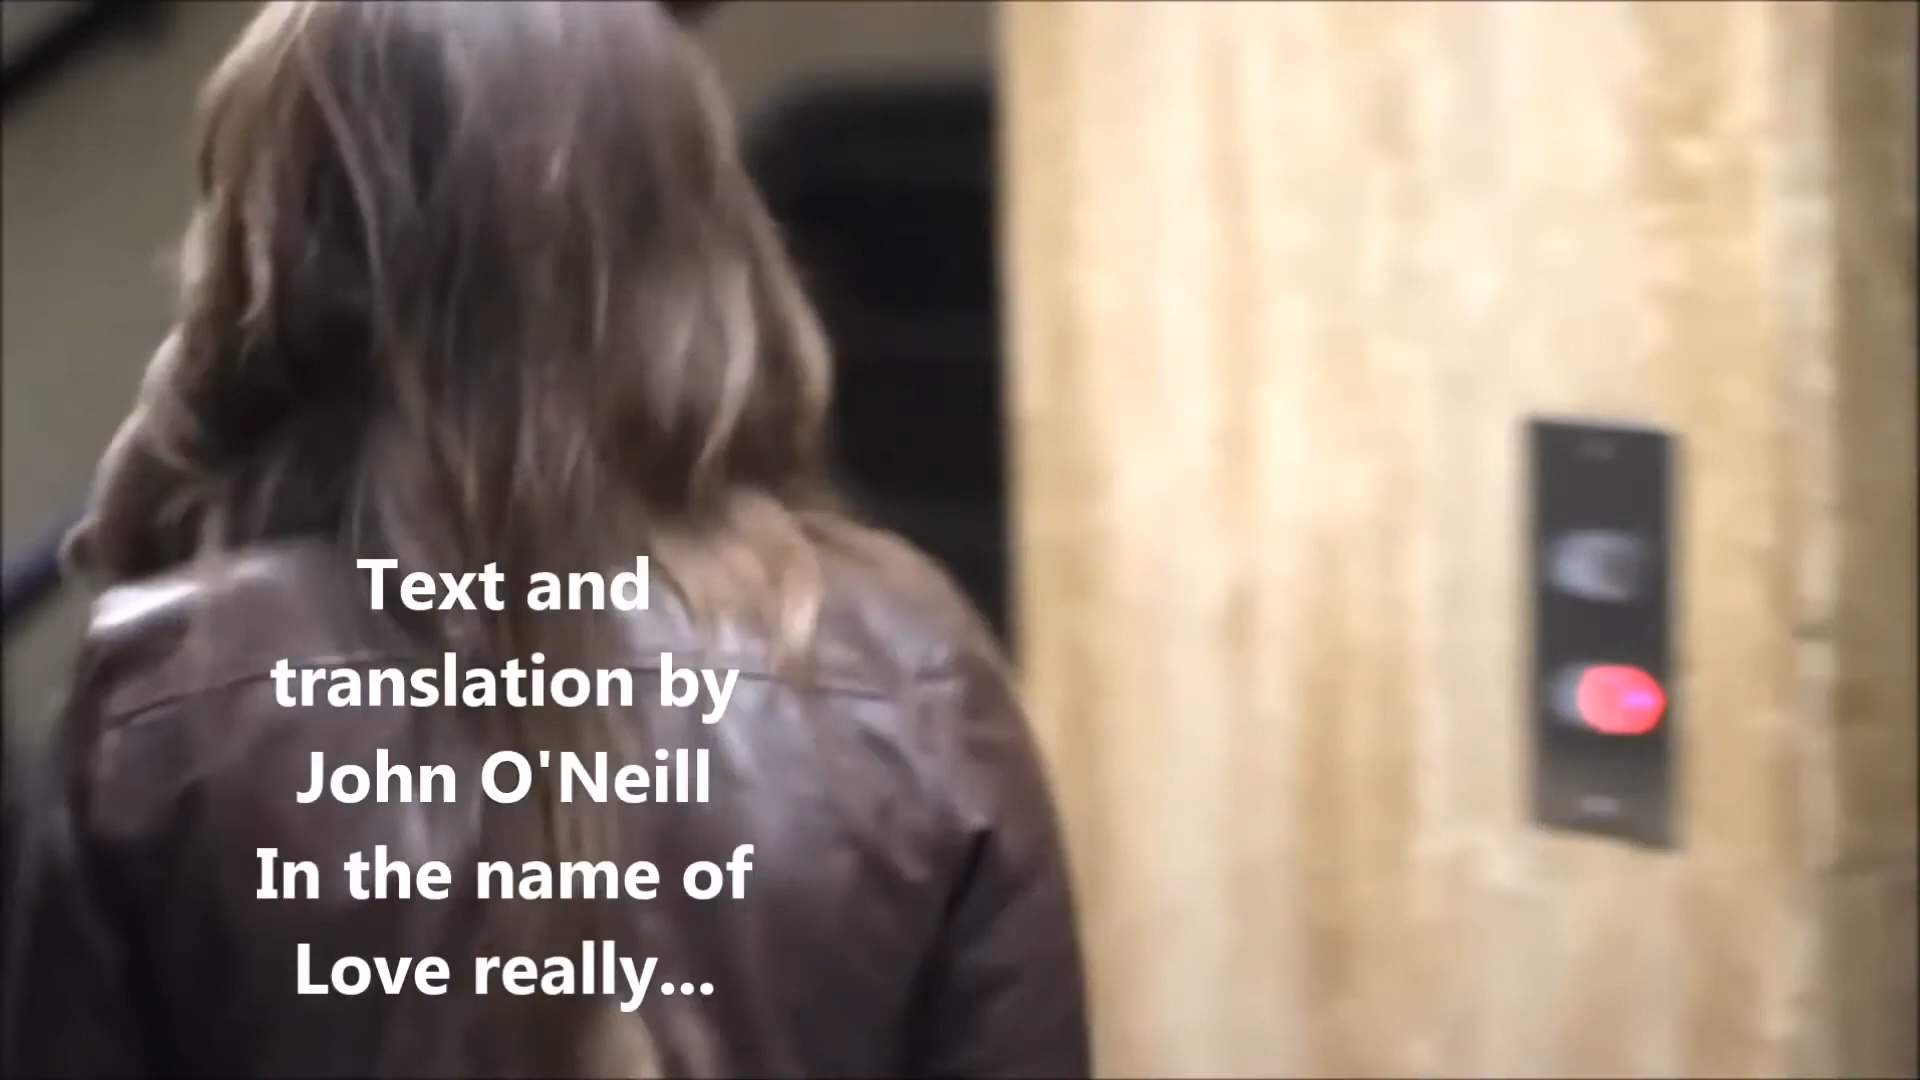 Text and
translation by
John O'Neill
In the name of
Love really...